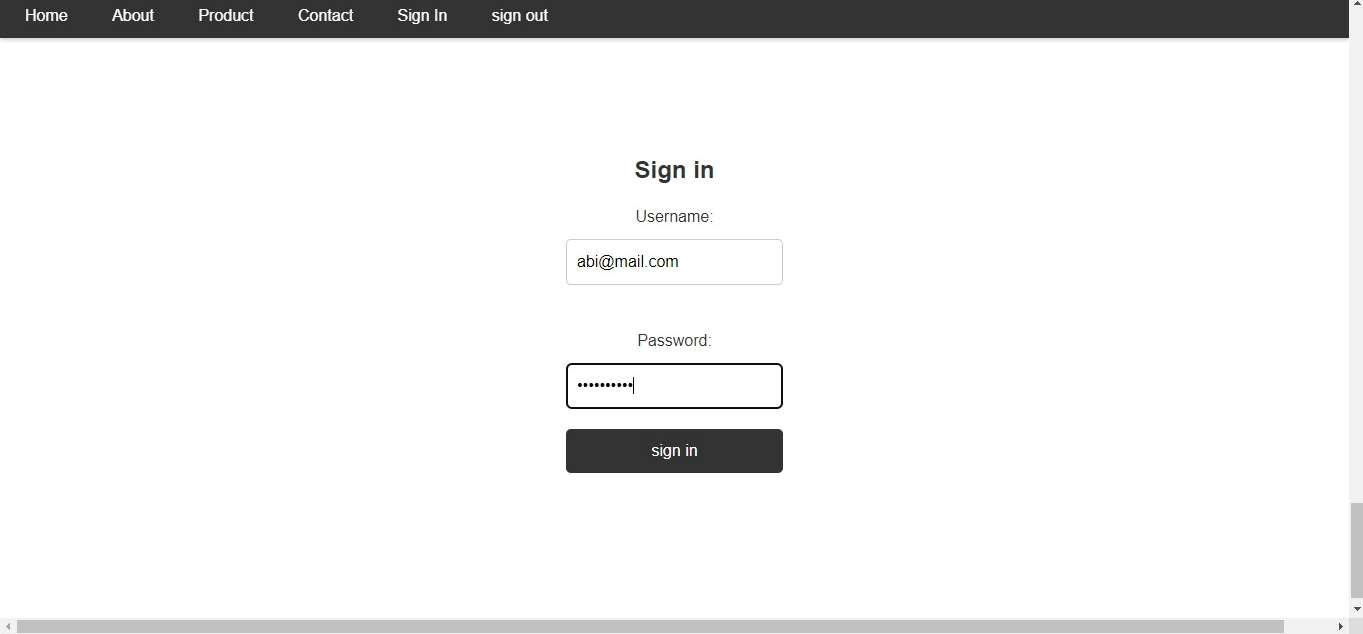 Home About Product Contact Sign In sign out
Sign in
Username:
abi@mail.com
Password:
••••••••••
sign in